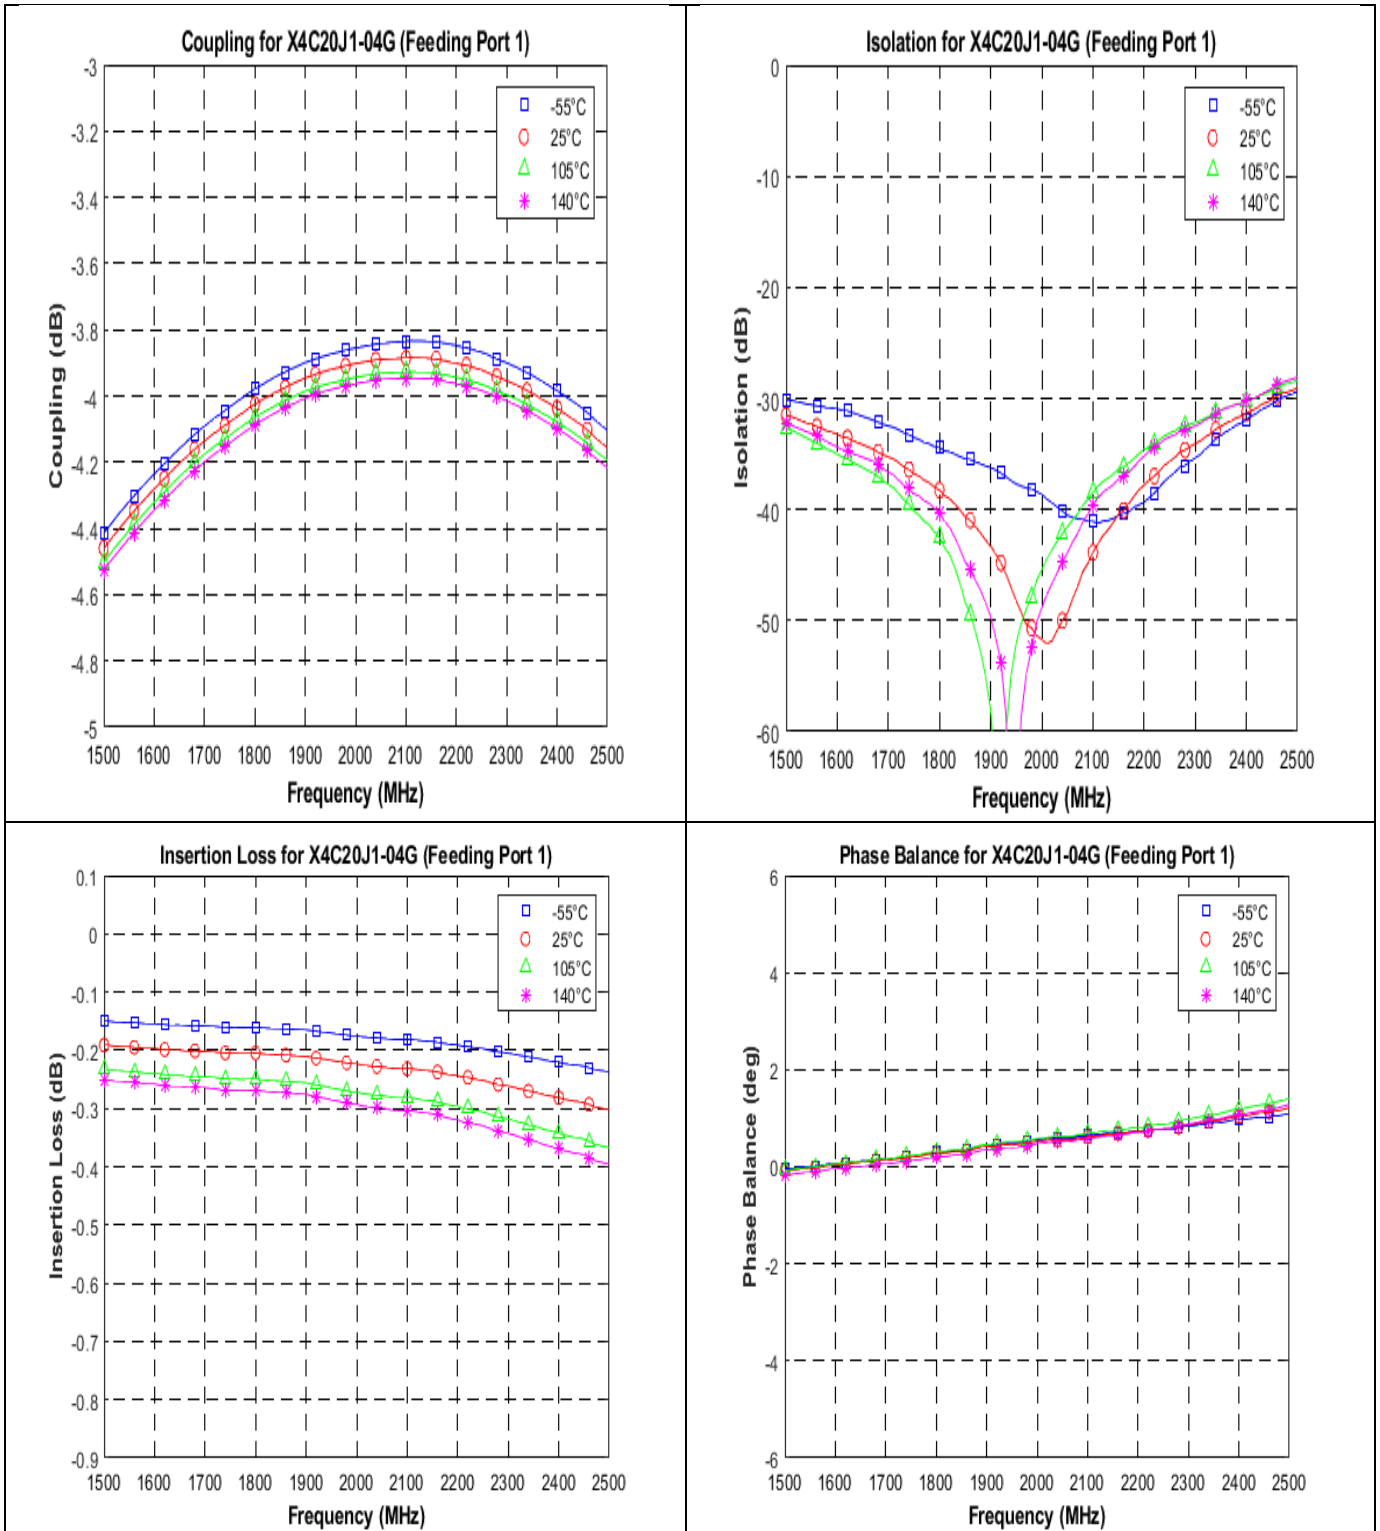 Coupling for X4C20J1-04G (Feeding Port 1)
-3
-3.2
-3.4
-3.6
-3.8
-4
-4.2
-4.4
-4.6
-4.8
-5
Coupling (dB)
-55°C
25°C
105°C
140°C
1500 1600 1700 1800 1900 2000 2100 2200 2300 2400 2500
Frequency (MHz)
Isolation for X4C20J1-04G (Feeding Port 1)
0
-10
-20
-30
-40
-50
-60
Isolation (dB)
-55°C
25°C
105°C
140°C
1500 1600 1700 1800 1900 2000 2100 2200 2300 2400 2500
Frequency (MHz)
Insertion Loss for X4C20J1-04G (Feeding Port 1)
0.1
0
-0.1
-0.2
-0.3
-0.4
-0.5
-0.6
-0.7
-0.8
-0.9
Insertion Loss (dB)
-55°C
25°C
105°C
140°C
1500 1600 1700 1800 1900 2000 2100 2200 2300 2400 2500
Frequency (MHz)
Phase Balance for X4C20J1-04G (Feeding Port 1)
6
4
2
0
-2
-4
-6
Phase Balance (deg)
-55°C
25°C
105°C
140°C
1500 1600 1700 1800 1900 2000 2100 2200 2300 2400 2500
Frequency (MHz)